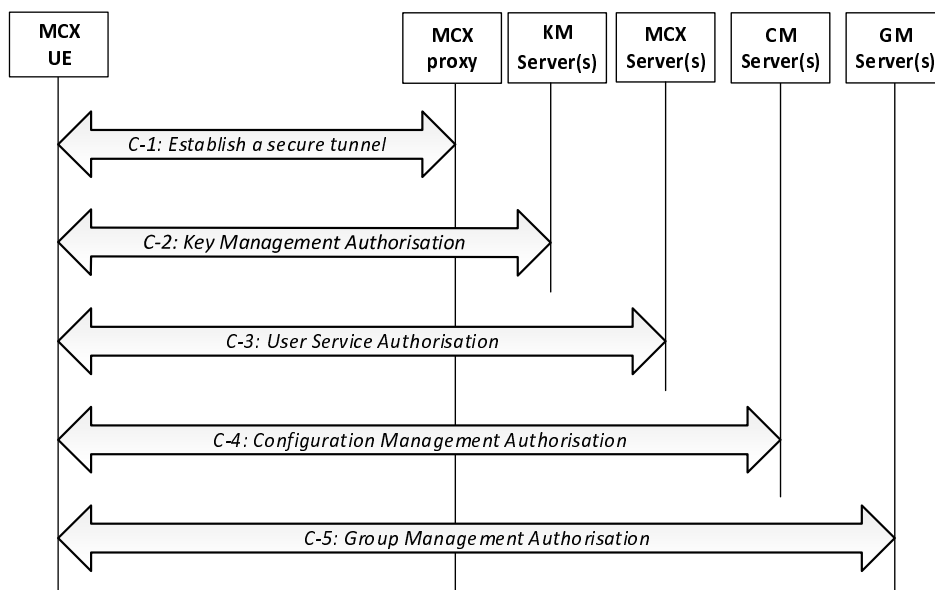 MCX
UE
MCX
proxy
KM
Server(s)
MCX
Server(s)
CM
Server(s)
GM
Server(s)
C-1: Establish a secure tunnel
C-2: Key Management Authorisation
C-3: User Service Authorisation
C-4: Configuration Management Authorisation
C-5: Group Management Authorisation